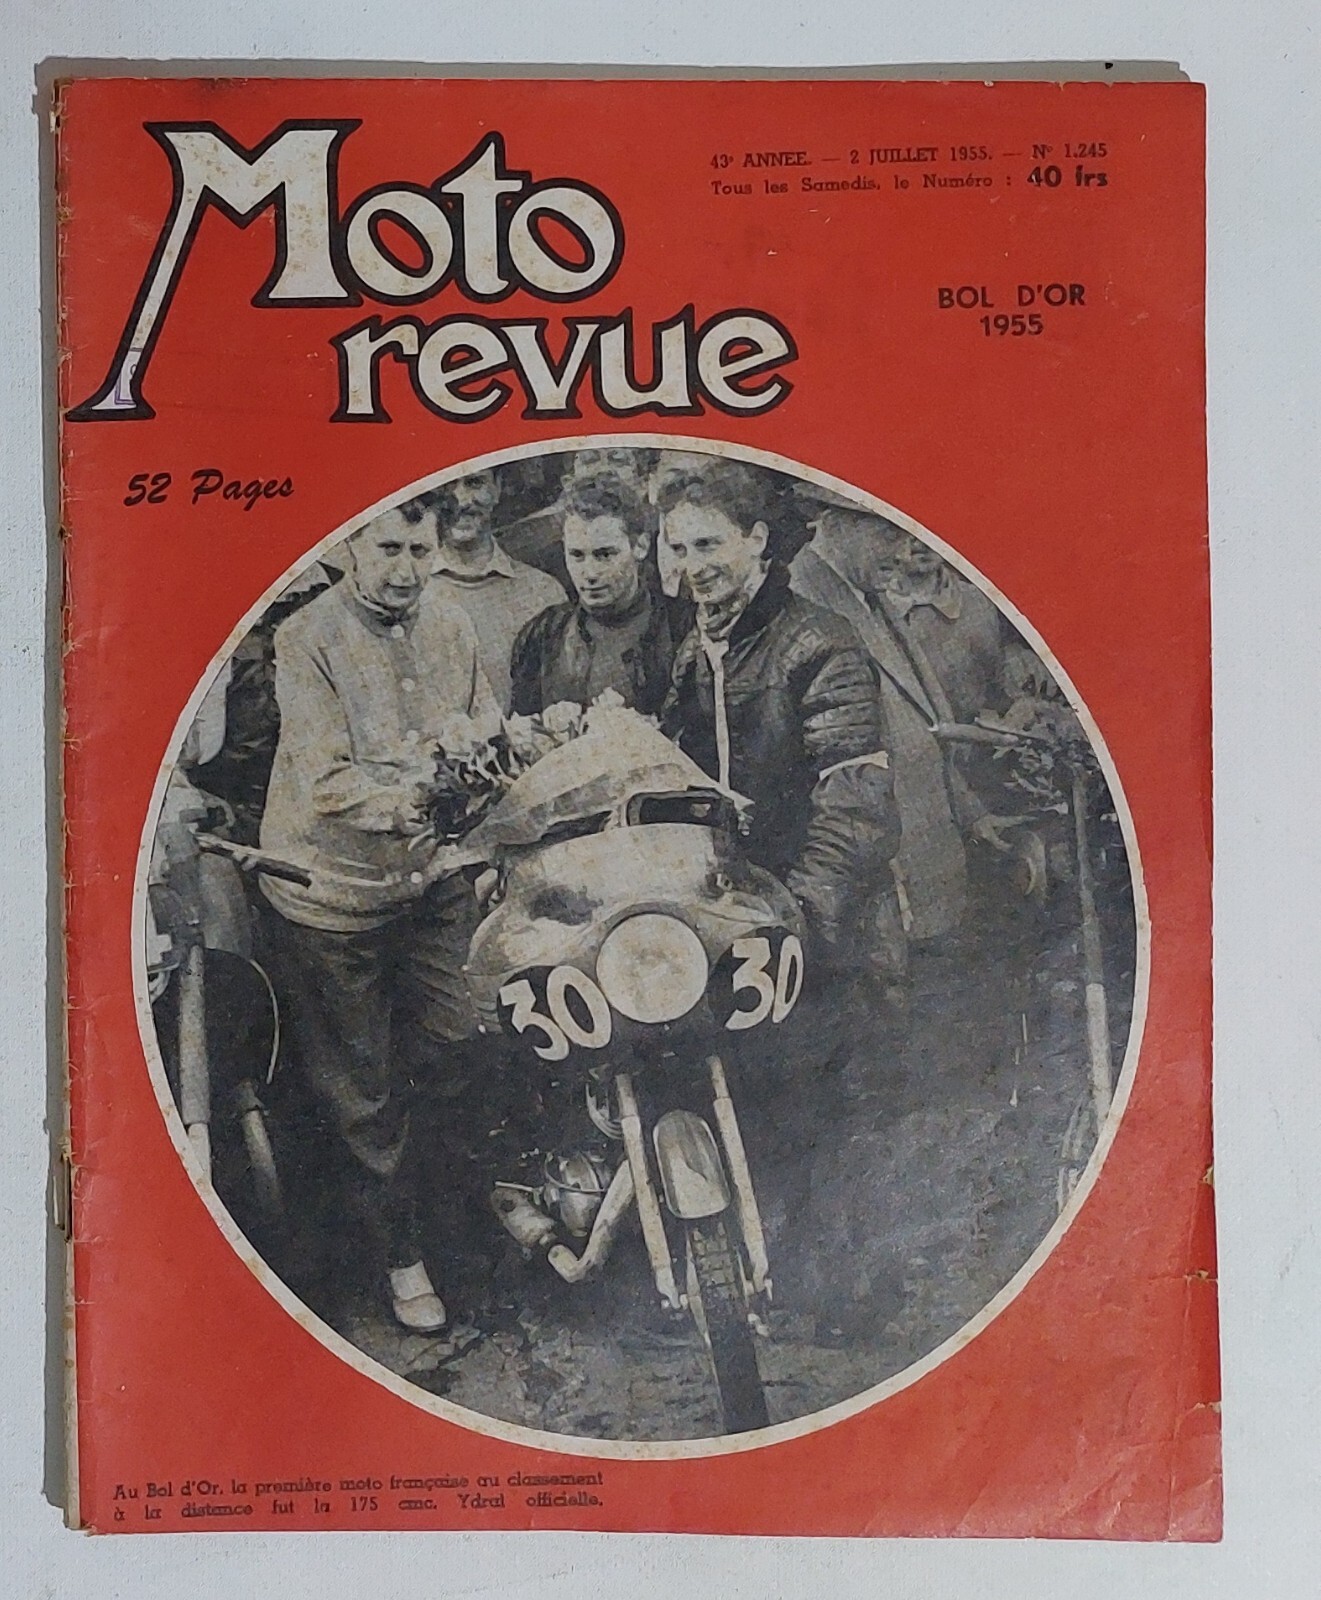 Moto
revue
43e ANNEE. — 2 JUILLET 1955. — No 1.245
Tous les Samedis, le Numéro : 40 frs
BOL D'OR
1955
52 Pages
30 30
Au Bol d'Or, la première moto française au classement
à la distance fut la 175 cmc. Ydral officielle.